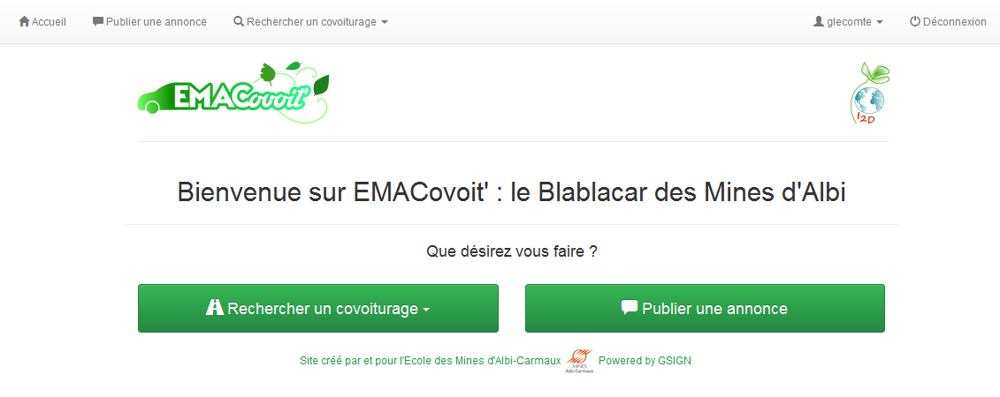 Accueil Publier une annonce Rechercher un covoiturage glecomte Déconnexion
EMACovoit'
I2D
Bienvenue sur EMACovoit' : le Blablacar des Mines d'Albi
Que désirez vous faire ?
Rechercher un covoiturage Publier une annonce
Site créé par et pour l'Ecole des Mines d'Albi-Carmaux MINES Albi-Carmaux Powered by GSIGN